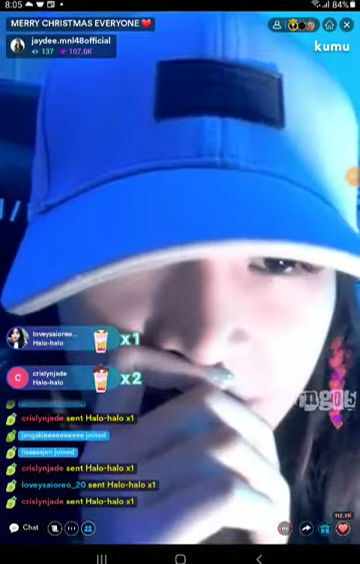 8:05
84%
MERRY CHRISTMAS EVERYONE ❤️
jaydee.mnl48official
137 107.0K
kumu
loveysaioreo...
Halo-halo
x1
C
crislynjade
Halo-halo
x2
crislynjade sent Halo-halo x1
joined
lisaassjen joined
crislynjade sent Halo-halo x1
loveysaioreo_20 sent Halo-halo x1
crislynjade sent Halo-halo x1
112.2K
Chat